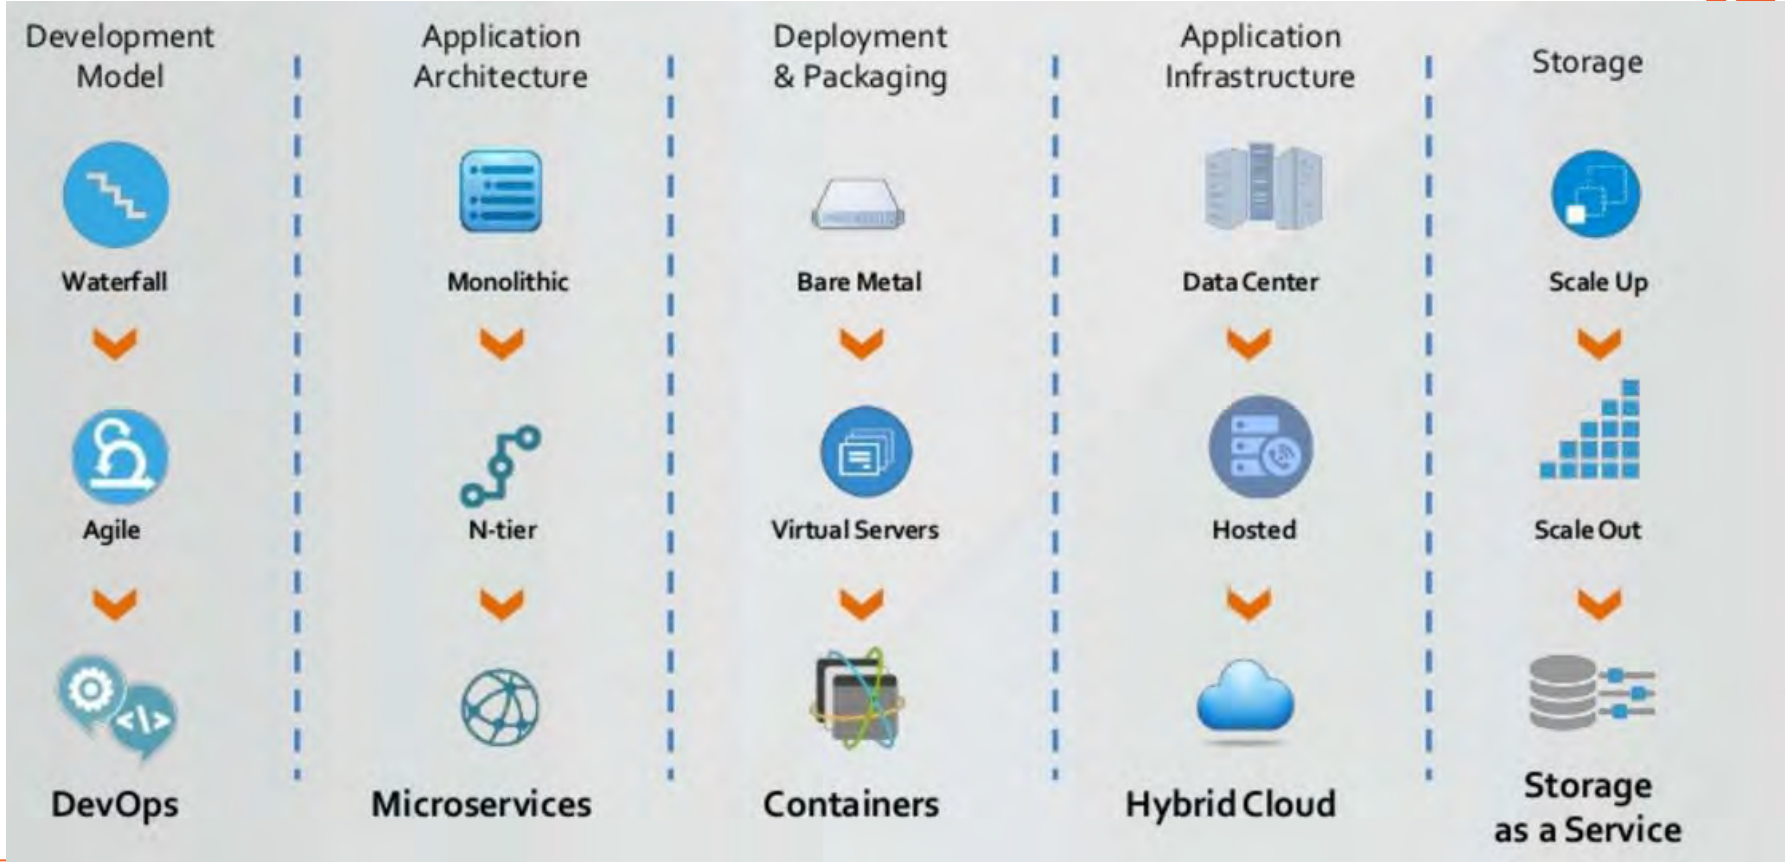 Development
Model
Application
Architecture
Deployment
& Packaging
Application
Infrastructure
Storage
Waterfall
Monolithic
Bare Metal
Data Center
Scale Up
Agile
N-tier
Virtual Servers
Hosted
Scale Out
DevOps
Microservices
Containers
Hybrid Cloud
Storage
as a Service